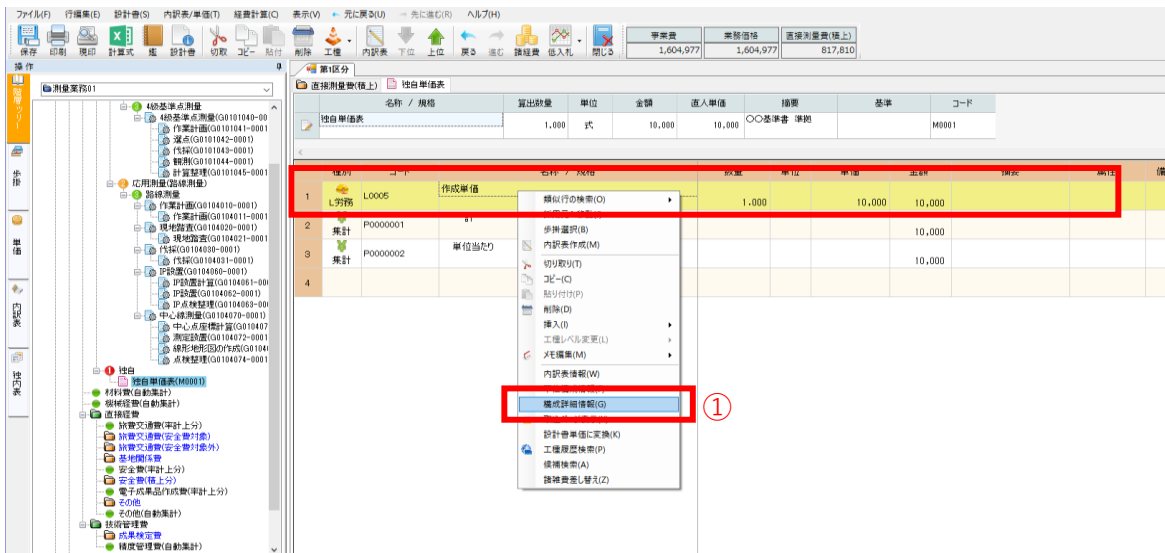 ファイル(F) 行編集(E) 設計書(S) 内訳表/単価(T) 経費計算(C) 表示(V) 元に戻る(U) 先に進む(R) ヘルプ(H)
保存 印刷 現印 計算式 鑑 設計書 切取 コピー 貼付 削除 工種 内訳表 下位 上位 戻る 進む 諸経費 低入札 閉じる
事業費 業務価格 直接測量費(積上)
1,604,977 1,604,977 817,810
操作
階層ツリー
歩掛
単価
内訳表
独内表
測量業務01
4級基準点測量
4級基準点測量(G0101040-00
作業計画(G0101041-0001
選点(G0101042-0001)
伐採(G0101043-0001)
観測(G0101044-0001)
計算整理(G0101045-0001
応用測量(路線測量)
路線測量
作業計画(G0104010-0001)
作業計画(G0104011-0001
現地踏査(G0104020-0001)
現地踏査(G0104021-0001
伐採(G0104030-0001)
伐採(G0104031-0001)
IP設置(G0104060-0001)
IP設置計算(G0104061-00
IP設置(G0104062-0001)
IP点検整理(G0104063-00
中心線測量(G0104070-0001)
中心点座標計算(G010407
測定設置(G0104072-0001
線形地形図の作成(G0104
点検整理(G0104074-0001
独自
独自単価表(M0001)
材料費(自動集計)
機械経費(自動集計)
直接経費
旅費交通費(率計上分)
旅費交通費(安全費対象)
旅費交通費(安全費対象外)
基地関係費
安全費(率計上分)
安全費(積上分)
電子成果品作成費(率計上分)
その他
その他(自動集計)
技術管理費
成果検定費
精度管理費(自動集計)
第1区分
直接測量費(積上) 独自単価表
名称 / 規格 算出数量 単位 金額 直人単価 摘要 基準 コード
独自単価表 1.000 式 10,000 10,000 〇〇基準書 準拠 M0001
種別 コード 名称 / 規格 数量 単位 単価 金額 摘要 属性 備
1 L労務 L0005 作成単価 1.000 10,000 10,000
2 集計 P0000001 計 10,000
3 集計 P0000002 単位当たり 10,000
4
類似行の検索(O)
歩掛選択(B)
内訳表作成(M)
切り取り(T)
コピー(C)
貼り付け(P)
削除(D)
挿入(I)
工種レベル変更(L)
メモ編集(M)
内訳表情報(W)
構成詳細情報(G)
①
設計書単価に変換(K)
工種履歴検索(P)
候補検索(A)
諸雑費差し替え(Z)